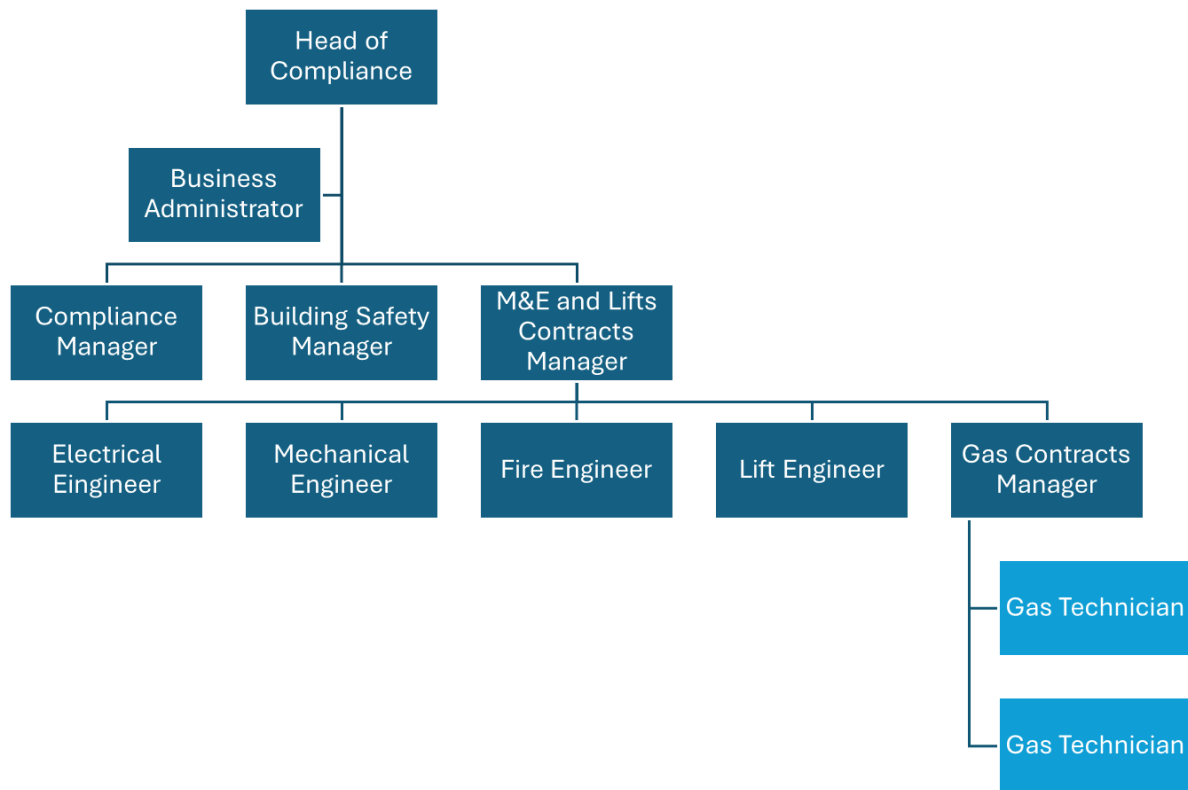 Head of
Compliance
Business
Administrator
Compliance
Manager
Building Safety
Manager
M&E and Lifts
Contracts
Manager
Electrical
Eingineer
Mechanical
Engineer
Fire Engineer
Lift Engineer
Gas Contracts
Manager
Gas Technician
Gas Technician